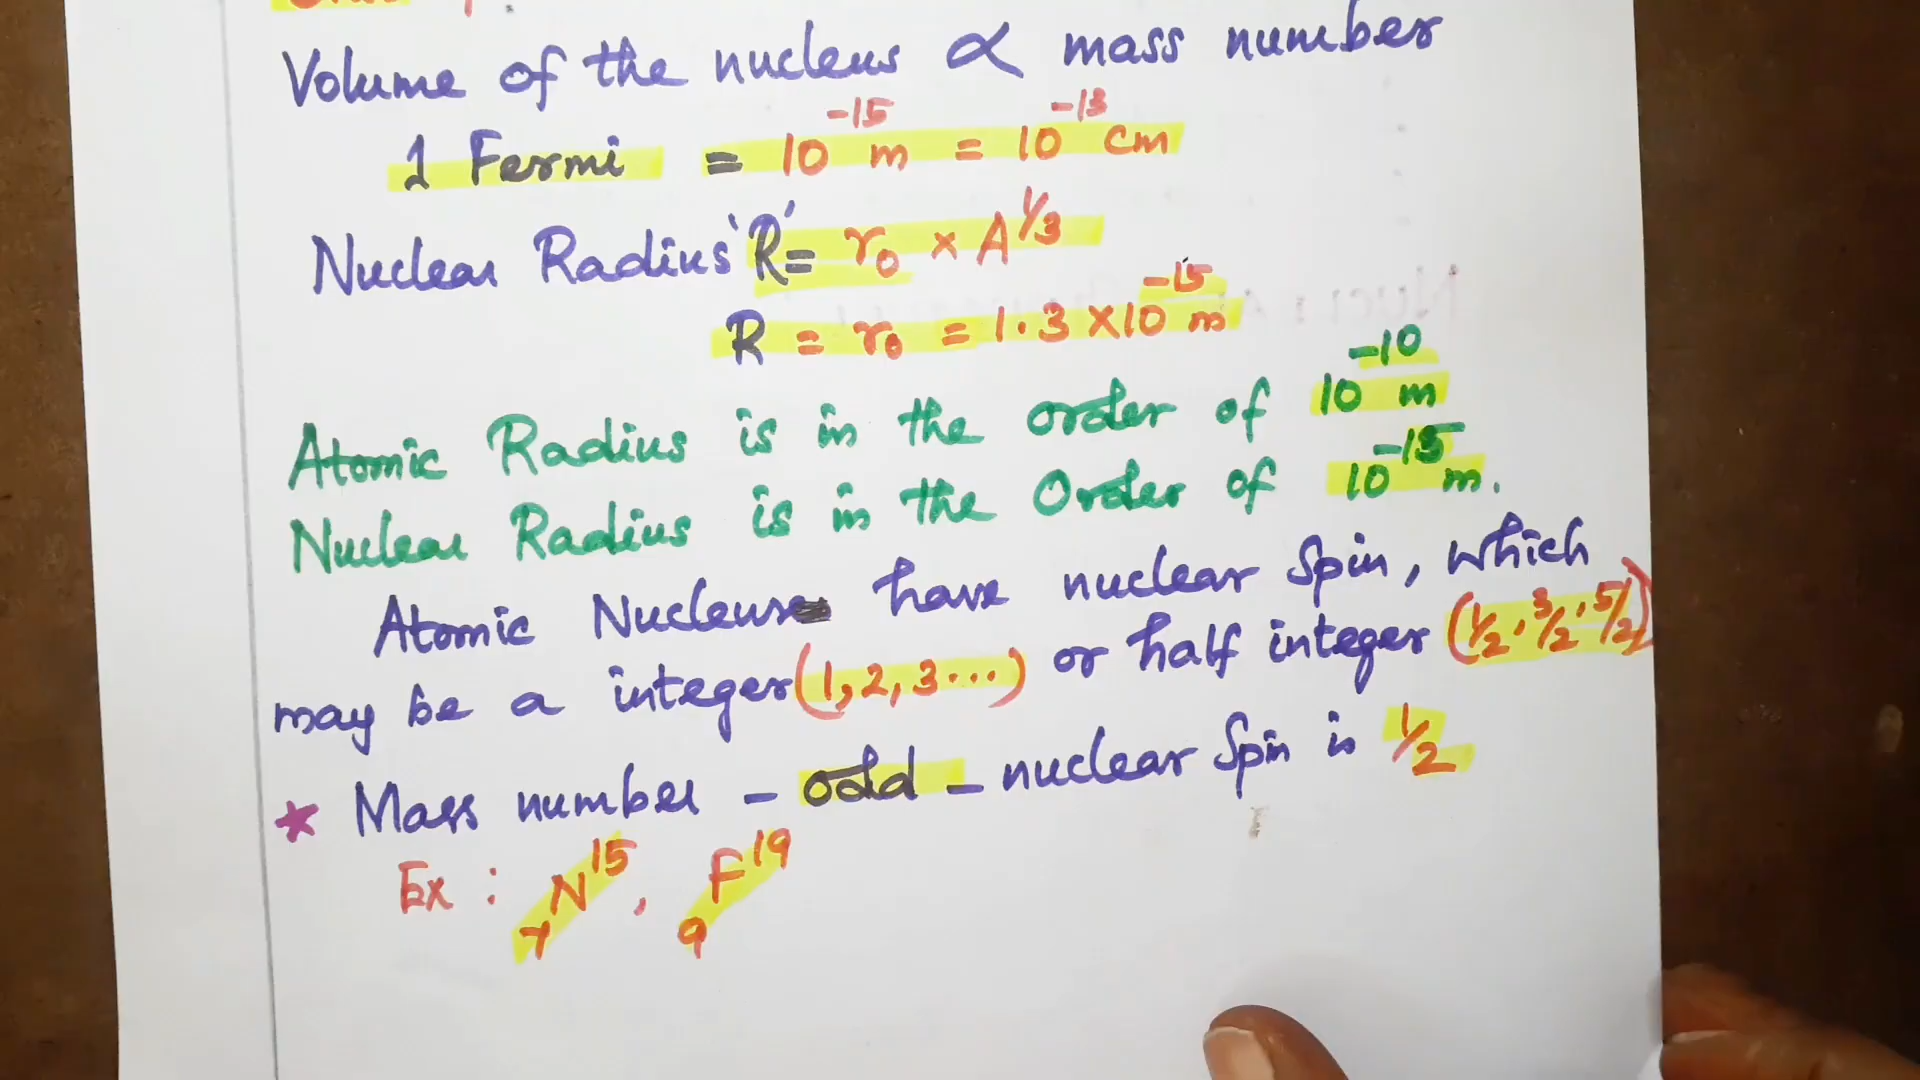 Volume of the nucleus ∝ mass number
1 Fermi = 10⁻¹⁵ m = 10⁻¹³ cm
Nuclear Radius 'R' = r₀ × A^1/3
R = r₀ = 1.3 × 10⁻¹⁵ m
Atomic Radius is in the order of 10⁻¹⁰ m
Nuclear Radius is in the Order of 10⁻¹⁵ m.
Atomic Nucleus have nuclear Spin, which
may be a integer (1, 2, 3 ...) or half integer (1/2, 3/2, 5/2)
* Mass number - odd - nuclear Spin is 1/2
Ex : ₇N¹⁵, ₉F¹⁹